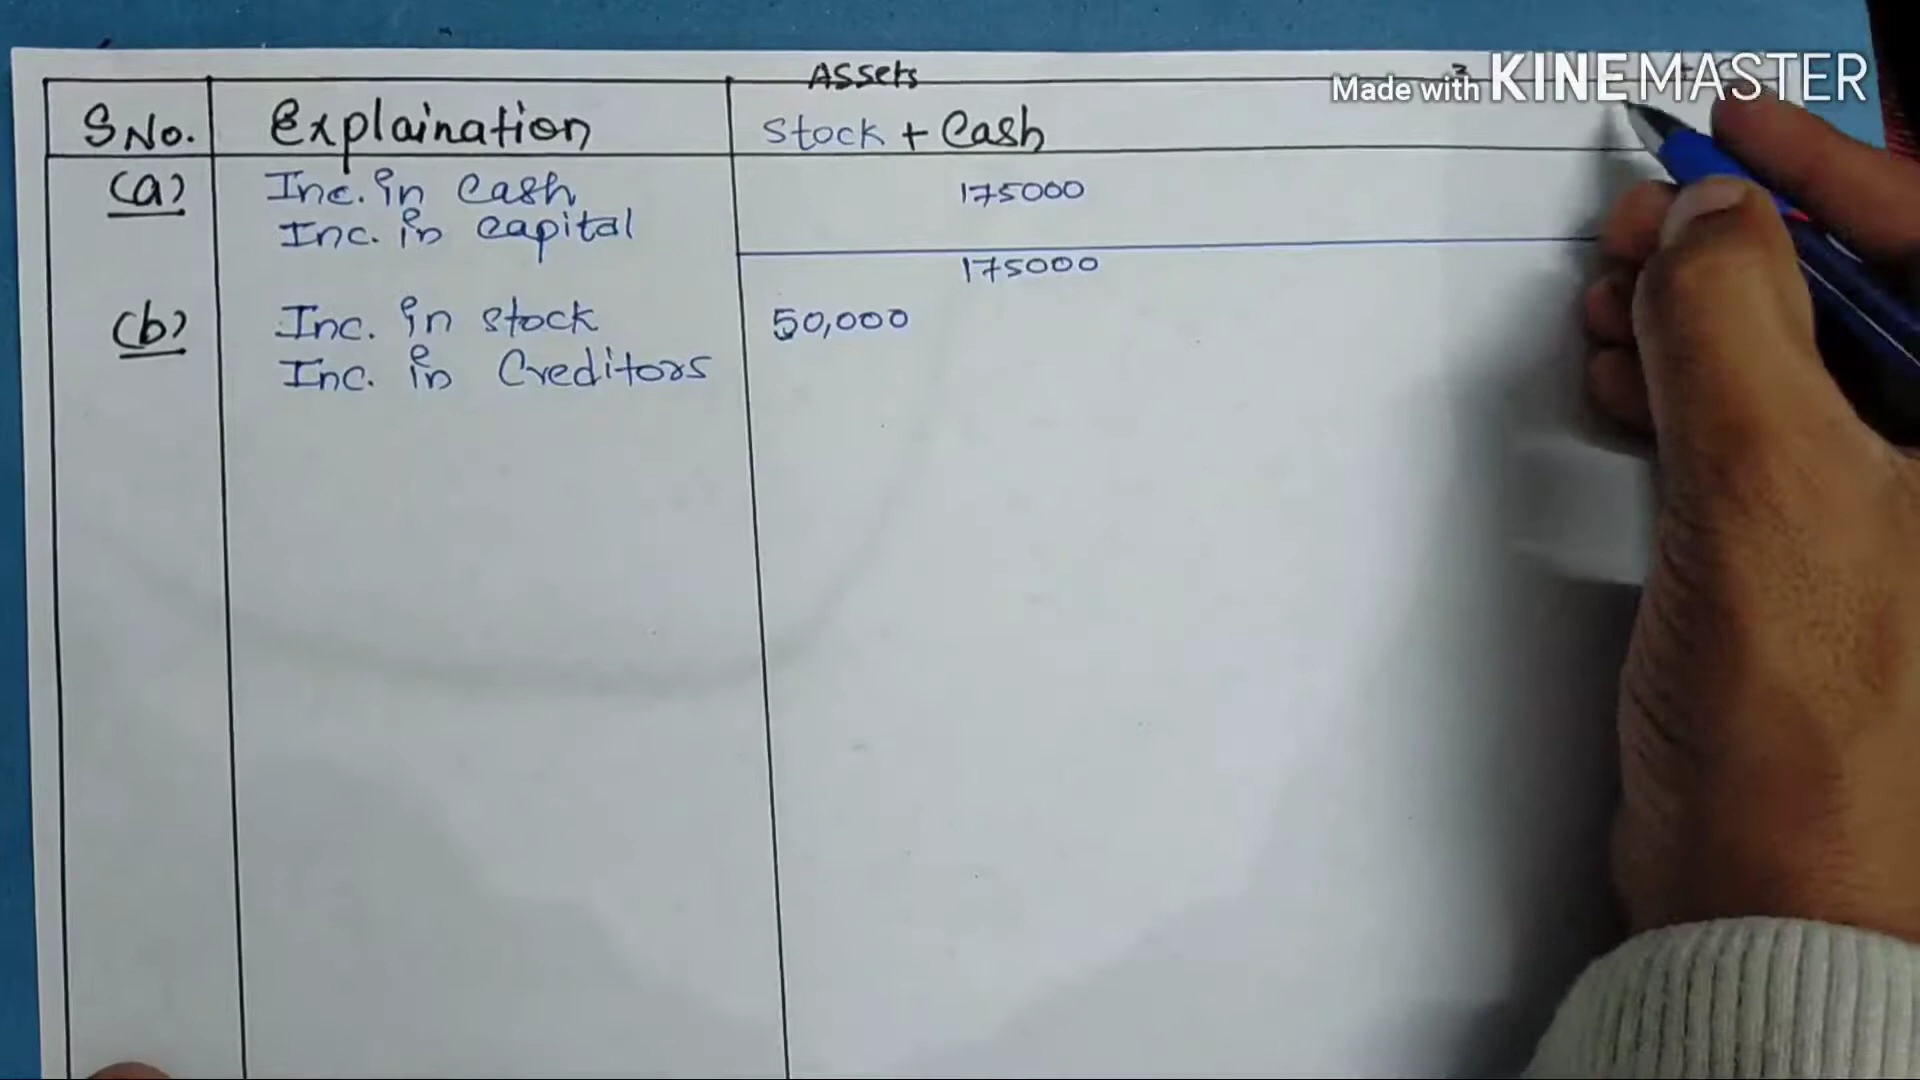 Assets
Made with KINEMASTER
S No. Explaination Stock + Cash
(a) Inc. in cash 175000
Inc. in capital
175000
(b) Inc. in stock 50,000
Inc. in Creditors